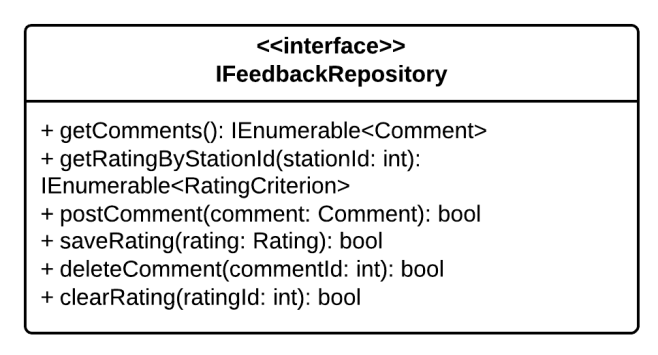 <<interface>>
IFeedbackRepository
+ getComments(): IEnumerable<Comment>
+ getRatingByStationId(stationId: int):
IEnumerable<RatingCriterion>
+ postComment(comment: Comment): bool
+ saveRating(rating: Rating): bool
+ deleteComment(commentId: int): bool
+ clearRating(ratingId: int): bool